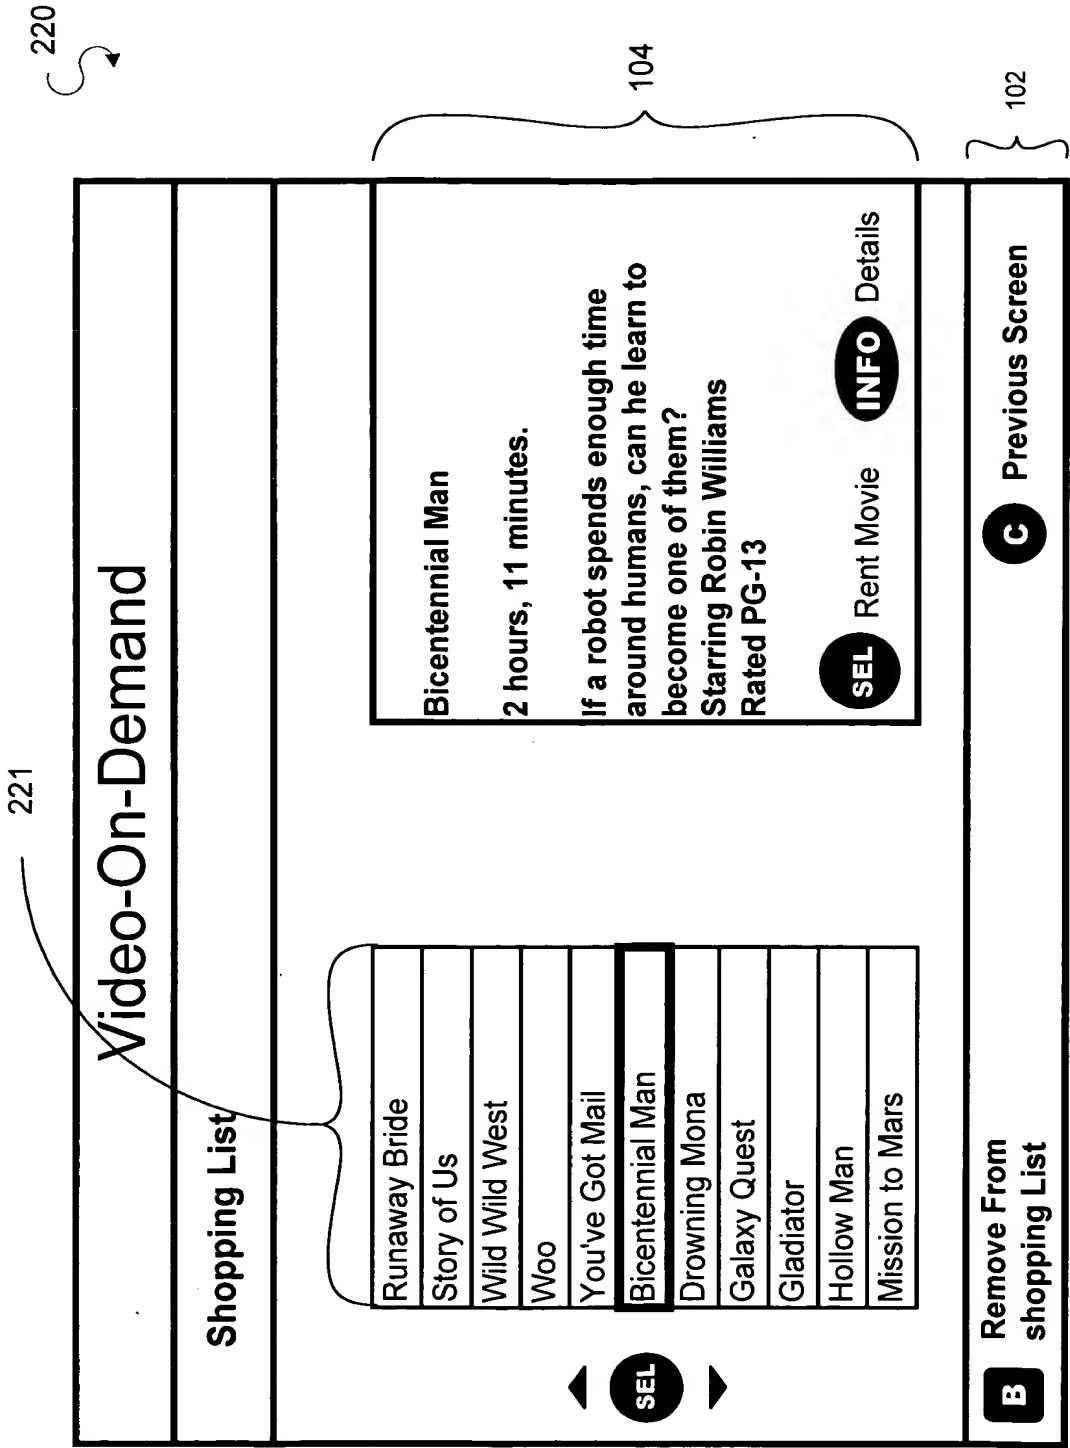 220
221
Video-On-Demand
Shopping List
Runaway Bride
Story of Us
Wild Wild West
Woo
You've Got Mail
Bicentennial Man
Drowning Mona
Galaxy Quest
Gladiator
Hollow Man
Mission to Mars
SEL
Bicentennial Man
2 hours, 11 minutes.
If a robot spends enough time
around humans, can he learn to
become one of them?
Starring Robin Williams
Rated PG-13
SEL Rent Movie INFO Details
104
B Remove From
shopping List
C Previous Screen
102